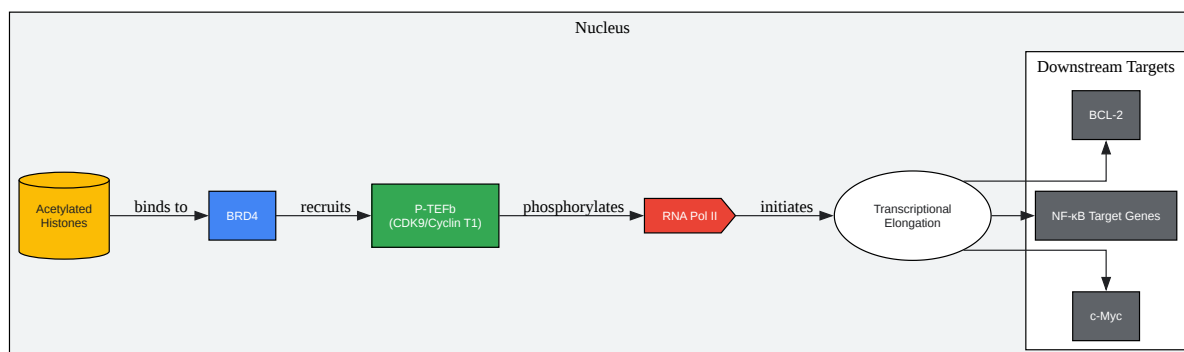 Nucleus
Downstream Targets
BCL-2
Acetylated
Histones
binds to
BRD4
recruits
P-TEFb
(CDK9/Cyclin T1)
phosphorylates
RNA Pol II
initiates
Transcriptional
Elongation
NF-κB Target Genes
c-Myc